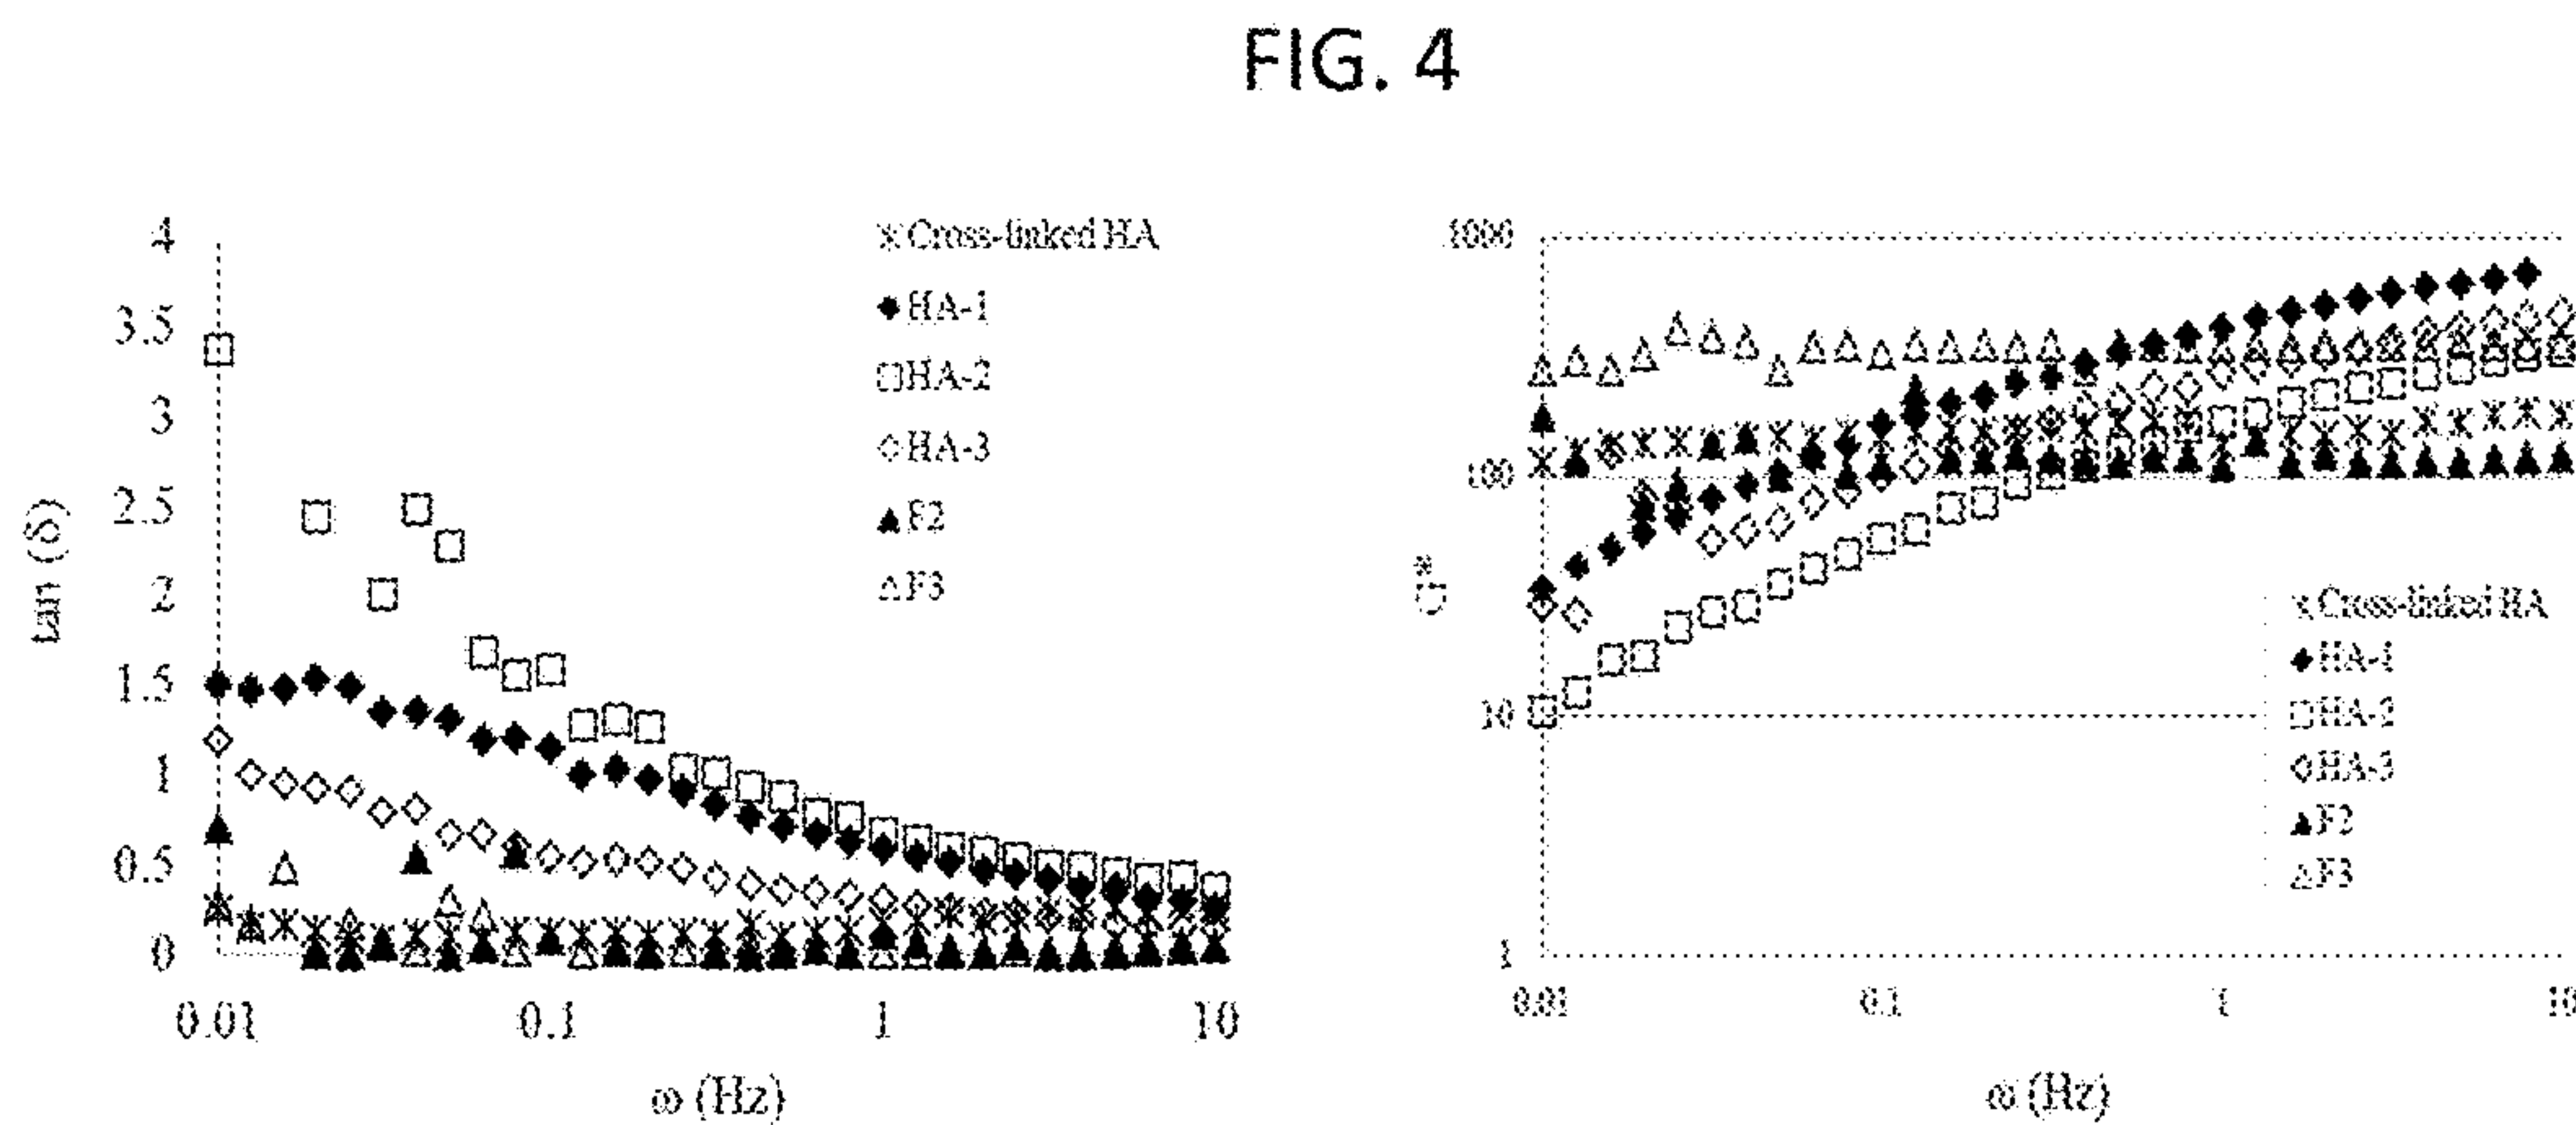 FIG. 4
4
3.5
3
2.5
2
1.5
1
0.5
0
tan (δ)
0.01 0.1 1 10
ω (Hz)
Cross-linked HA
HA-1
HA-2
HA-3
F2
F3
1000
100
10
1
G*
0.01 0.1 1 10
ω (Hz)
Cross-linked HA
HA-1
HA-2
HA-3
F2
F3